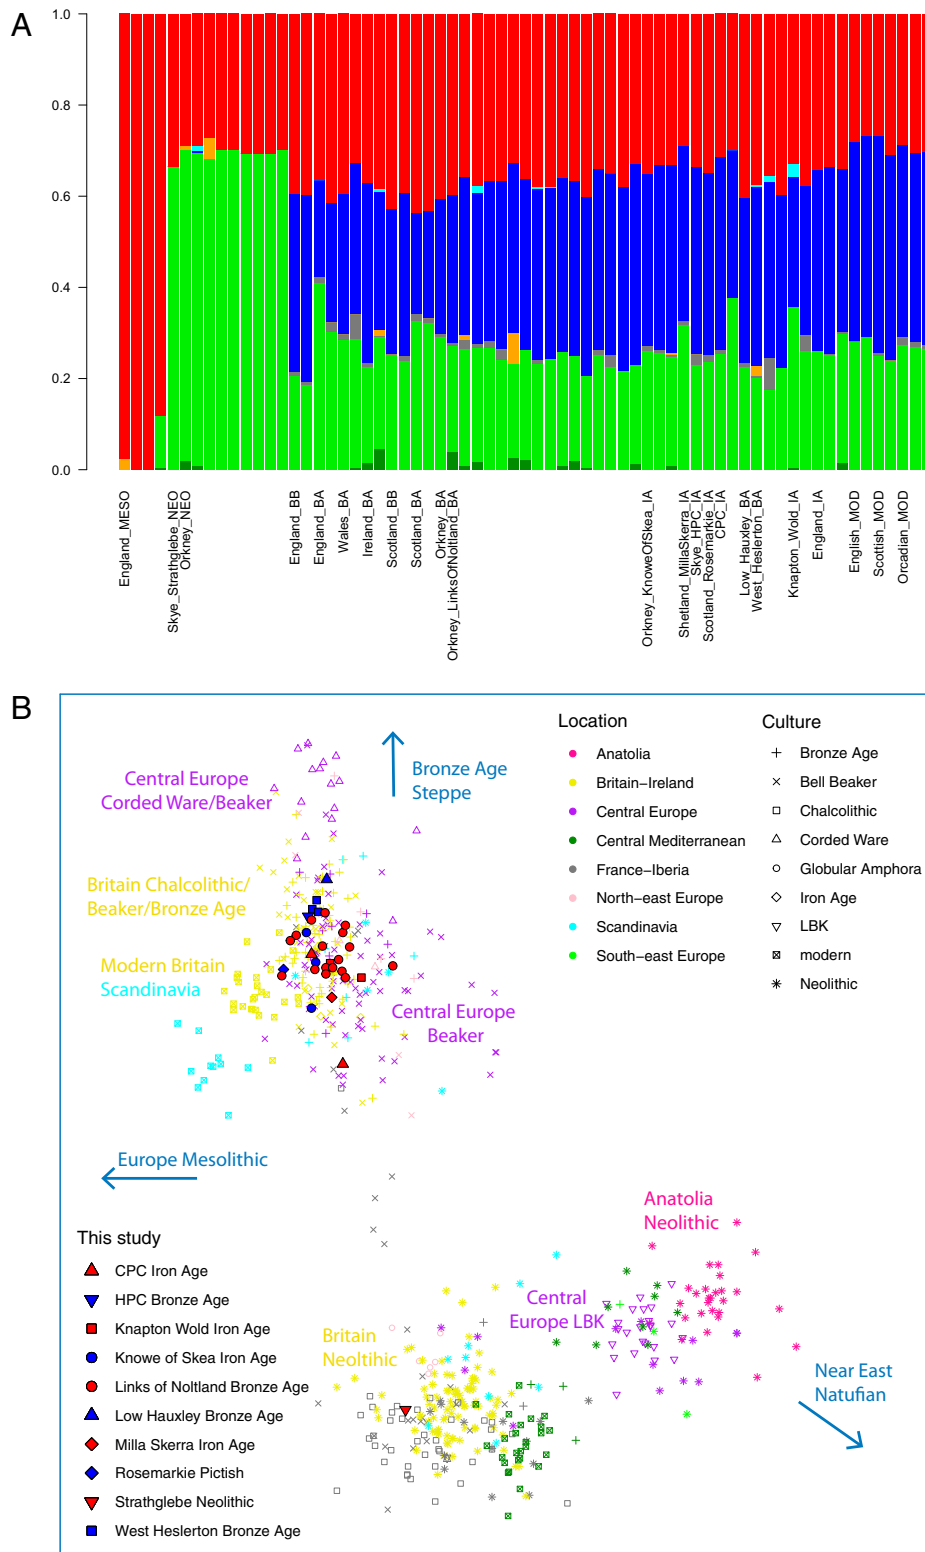 A
1.0
0.8
0.6
0.4
0.2
0.0
England_MESO
Skye_Strathglebe_NEO
Orkney_NEO
England_BB
England_BA
Wales_BA
Ireland_BA
Scotland_BB
Scotland_BA
Orkney_BA
Orkney_LinksOfNoltland_BA
Orkney_KnoweOfSkea_IA
Shetland_MillaSkerra_IA
Skye_HPC_IA
Scotland_Rosemarkie_IA
CPC_IA
Low_Hauxley_BA
West_Heslerton_BA
Knapton_Wold_IA
England_IA
English_MOD
Scottish_MOD
Orcadian_MOD
B
Central Europe
Corded Ware/Beaker
Bronze Age
Steppe
Britain Chalcolithic/
Beaker/Bronze Age
Modern Britain
Scandinavia
Central Europe
Beaker
Location
Anatolia
Britain−Ireland
Central Europe
Central Mediterranean
France−Iberia
North−east Europe
Scandinavia
South−east Europe
Culture
Bronze Age
Bell Beaker
Chalcolithic
Corded Ware
Globular Amphora
Iron Age
LBK
modern
Neolithic
Europe Mesolithic
Anatolia
Neolithic
Central
Europe LBK
Britain
Neoltihic
Near East
Natufian
This study
CPC Iron Age
HPC Bronze Age
Knapton Wold Iron Age
Knowe of Skea Iron Age
Links of Noltland Bronze Age
Low Hauxley Bronze Age
Milla Skerra Iron Age
Rosemarkie Pictish
Strathglebe Neolithic
West Heslerton Bronze Age